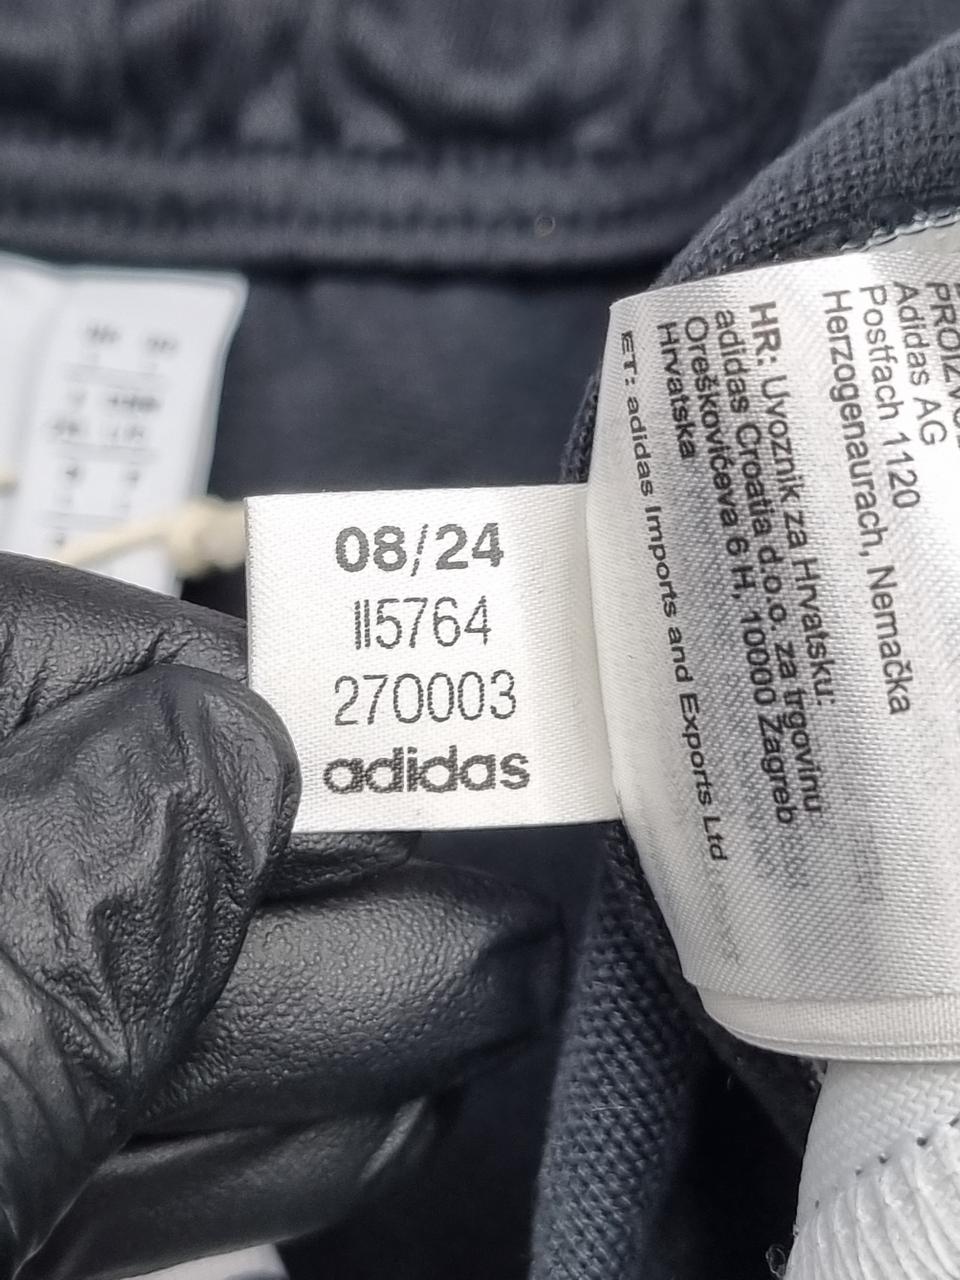 08/24
II5764
270003
adidas
Adidas AG
Postfach 1120
Herzogenaurach, Nemačka
HR: Uvoznik za Hrvatsku:
adidas Croatia d.o.o. za trgovinu
Oreškovićeva 6 H, 10000 Zagreb
Hrvatska
ET: adidas Imports and Exports Ltd